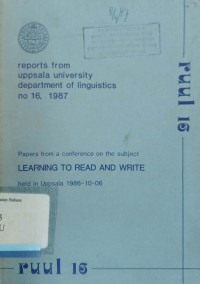 reports from
uppsala university
department of linguistics
no 16, 1987
ruul 16
Papers from a conference on the subject
LEARNING TO READ AND WRITE
held in Uppsala 1986-10-06
ruul 16